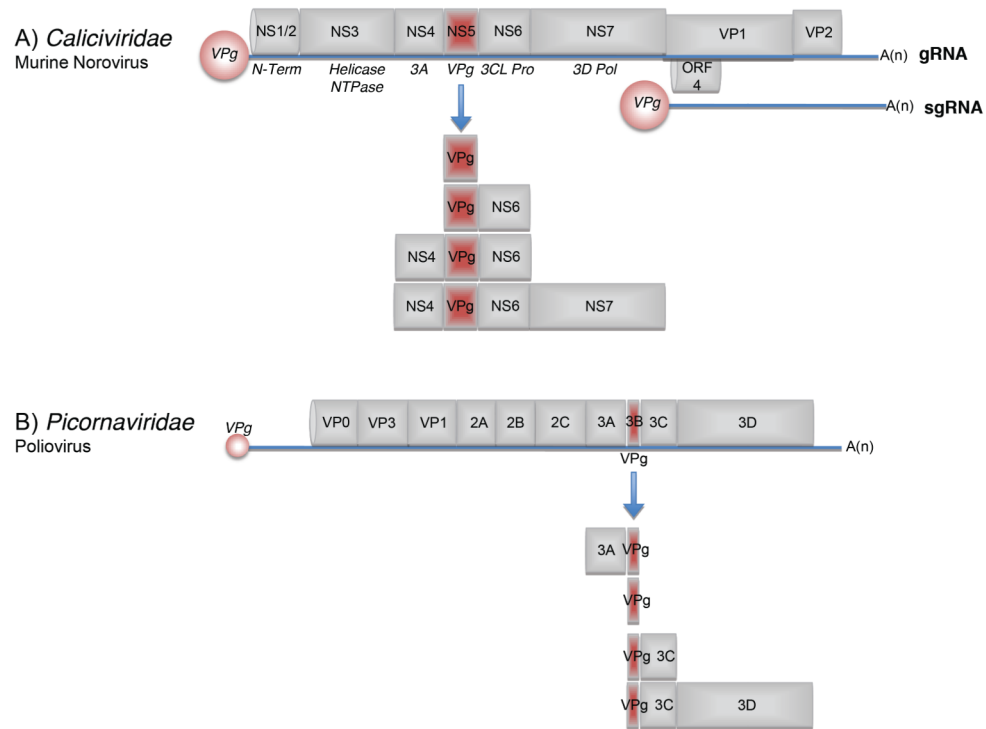 A) Caliciviridae
Murine Norovirus
VPg
NS1/2 NS3 NS4 NS5 NS6 NS7 VP1 VP2
A(n) gRNA
N-Term Helicase NTPase 3A VPg 3CL Pro 3D Pol
ORF 4
VPg A(n) sgRNA
VPg
VPg NS6
NS4 VPg NS6
NS4 VPg NS6 NS7
B) Picornaviridae
Poliovirus
VPg
VP0 VP3 VP1 2A 2B 2C 3A 3B 3C 3D
A(n)
VPg
3A VPg
VPg
VPg 3C
VPg 3C 3D